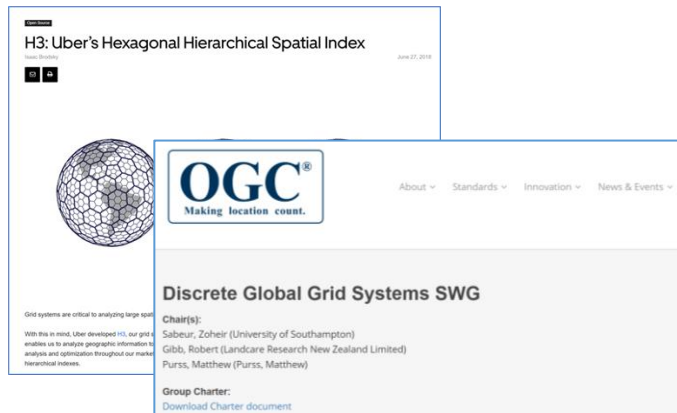 Open Source
H3: Uber's Hexagonal Hierarchical Spatial Index
Isaac Brodsky
June 27, 2018
Grid systems are critical to analyzing large spati
With this in mind, Uber developed H3, our grid s
enables us to analyze geographic information to
analysis and optimization throughout our market
hierarchical indexes.
OGC®
Making location count.
About Standards Innovation News & Events
Discrete Global Grid Systems SWG
Chair(s):
Sabeur, Zoheir (University of Southampton)
Gibb, Robert (Landcare Research New Zealand Limited)
Purss, Matthew (Purss, Matthew)
Group Charter:
Download Charter document